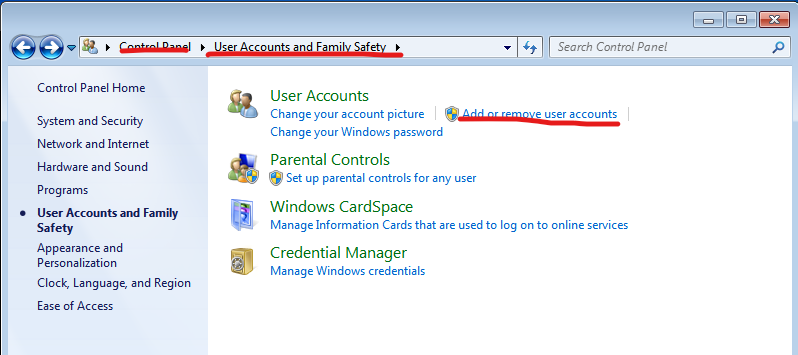 Control Panel User Accounts and Family Safety
Search Control Panel
Control Panel Home
System and Security
Network and Internet
Hardware and Sound
Programs
User Accounts and Family
Safety
Appearance and
Personalization
Clock, Language, and Region
Ease of Access
User Accounts
Change your account picture
Add or remove user accounts
Change your Windows password
Parental Controls
Set up parental controls for any user
Windows CardSpace
Manage Information Cards that are used to log on to online services
Credential Manager
Manage Windows credentials